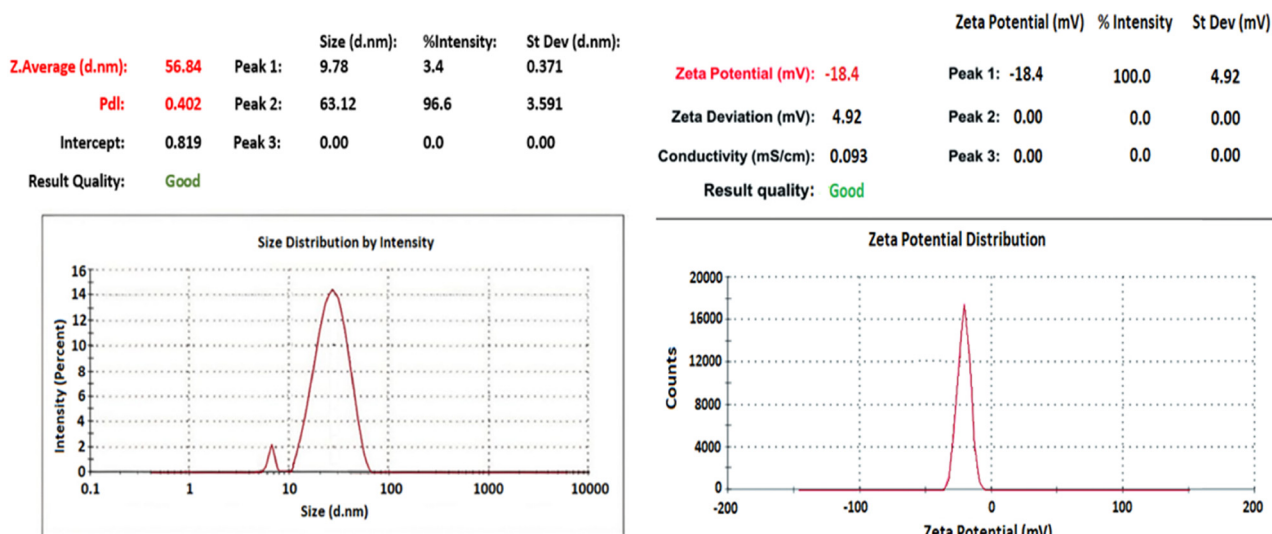 Size (d.nm): %Intensity: St Dev (d.nm):
Z.Average (d.nm): 56.84 Peak 1: 9.78 3.4 0.371
PdI: 0.402 Peak 2: 63.12 96.6 3.591
Intercept: 0.819 Peak 3: 0.00 0.0 0.00
Result Quality: Good
Size Distribution by Intensity
Intensity (Percent)
16
14
12
10
8
6
4
2
0
0.1 1 10 100 1000 10000
Size (d.nm)
Zeta Potential (mV) % Intensity St Dev (mV)
Zeta Potential (mV): -18.4 Peak 1: -18.4 100.0 4.92
Zeta Deviation (mV): 4.92 Peak 2: 0.00 0.0 0.00
Conductivity (mS/cm): 0.093 Peak 3: 0.00 0.0 0.00
Result quality: Good
Zeta Potential Distribution
Counts
20000
16000
12000
8000
4000
0
-200 -100 0 100 200
Zeta Potential (mV)